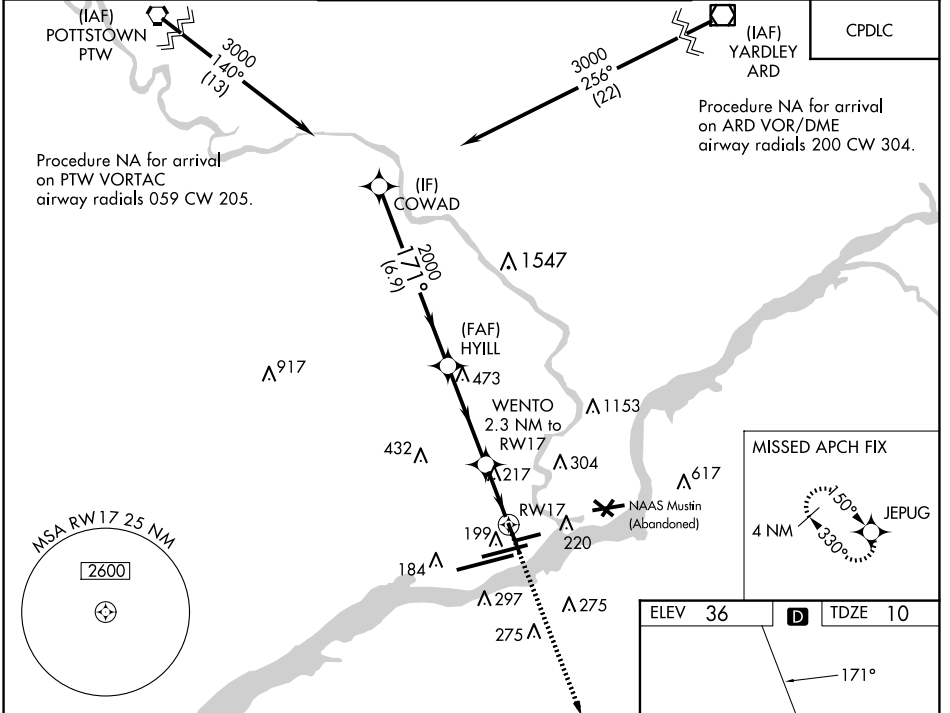 (IAF)
POTTSTOWN
PTW
3000
140°
(13)
3000
256°
(22)
(IAF)
YARDLEY
ARD
CPDLC
Procedure NA for arrival
on ARD VOR/DME
airway radials 200 CW 304.
Procedure NA for arrival
on PTW VORTAC
airway radials 059 CW 205.
(IF)
COWAD
2000
171°
(6.9)
1547
(FAF)
HYILL
917
473
WENTO
2.3 NM to
RW17
1153
432
217
304
617
RW17
NAAS Mustin
(Abandoned)
199
220
184
297
275
275
MISSED APCH FIX
150°
JEPUG
4 NM
330°
MSA RW17 25 NM
2600
ELEV 36
D
TDZE 10
171°